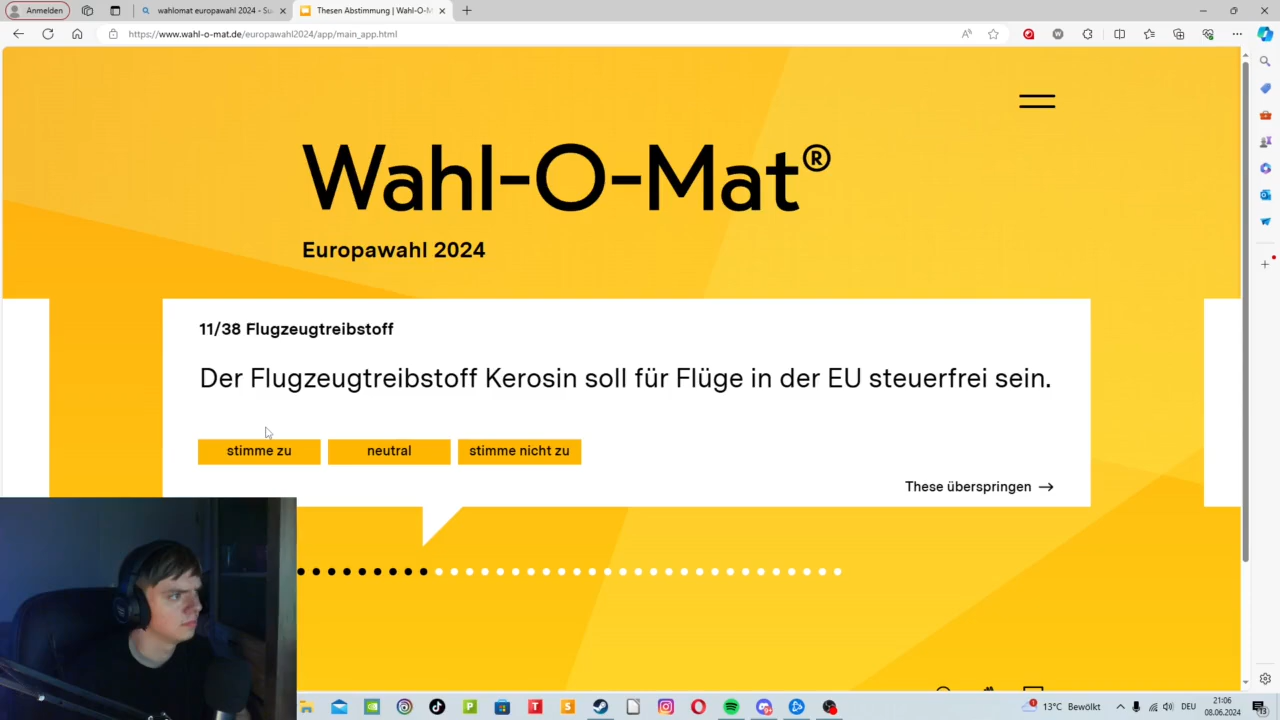 Anmelden
wahlomat europawahl 2024 - Su
Thesen Abstimmung | Wahl-O-M
https://www.wahl-o-mat.de/europawahl2024/app/main_app.html
Wahl-O-Mat®
Europawahl 2024
11/38 Flugzeugtreibstoff
Der Flugzeugtreibstoff Kerosin soll für Flüge in der EU steuerfrei sein.
stimme zu
neutral
stimme nicht zu
These überspringen →
13°C Bewölkt
DEU
21:06
08.06.2024